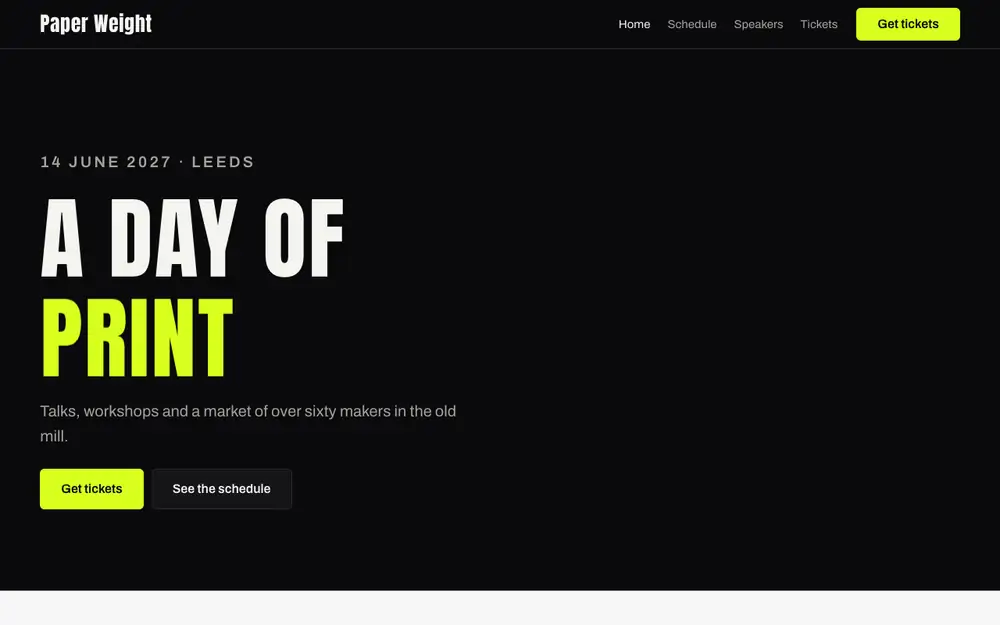 Paper Weight
Home Schedule Speakers Tickets Get tickets
14 JUNE 2027 · LEEDS
A DAY OF
PRINT
Talks, workshops and a market of over sixty makers in the old
mill.
Get tickets See the schedule